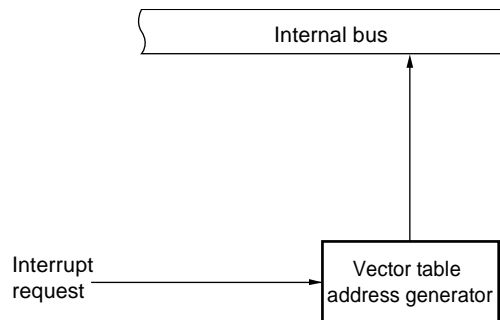 Internal bus
Interrupt
request
Vector table
address generator